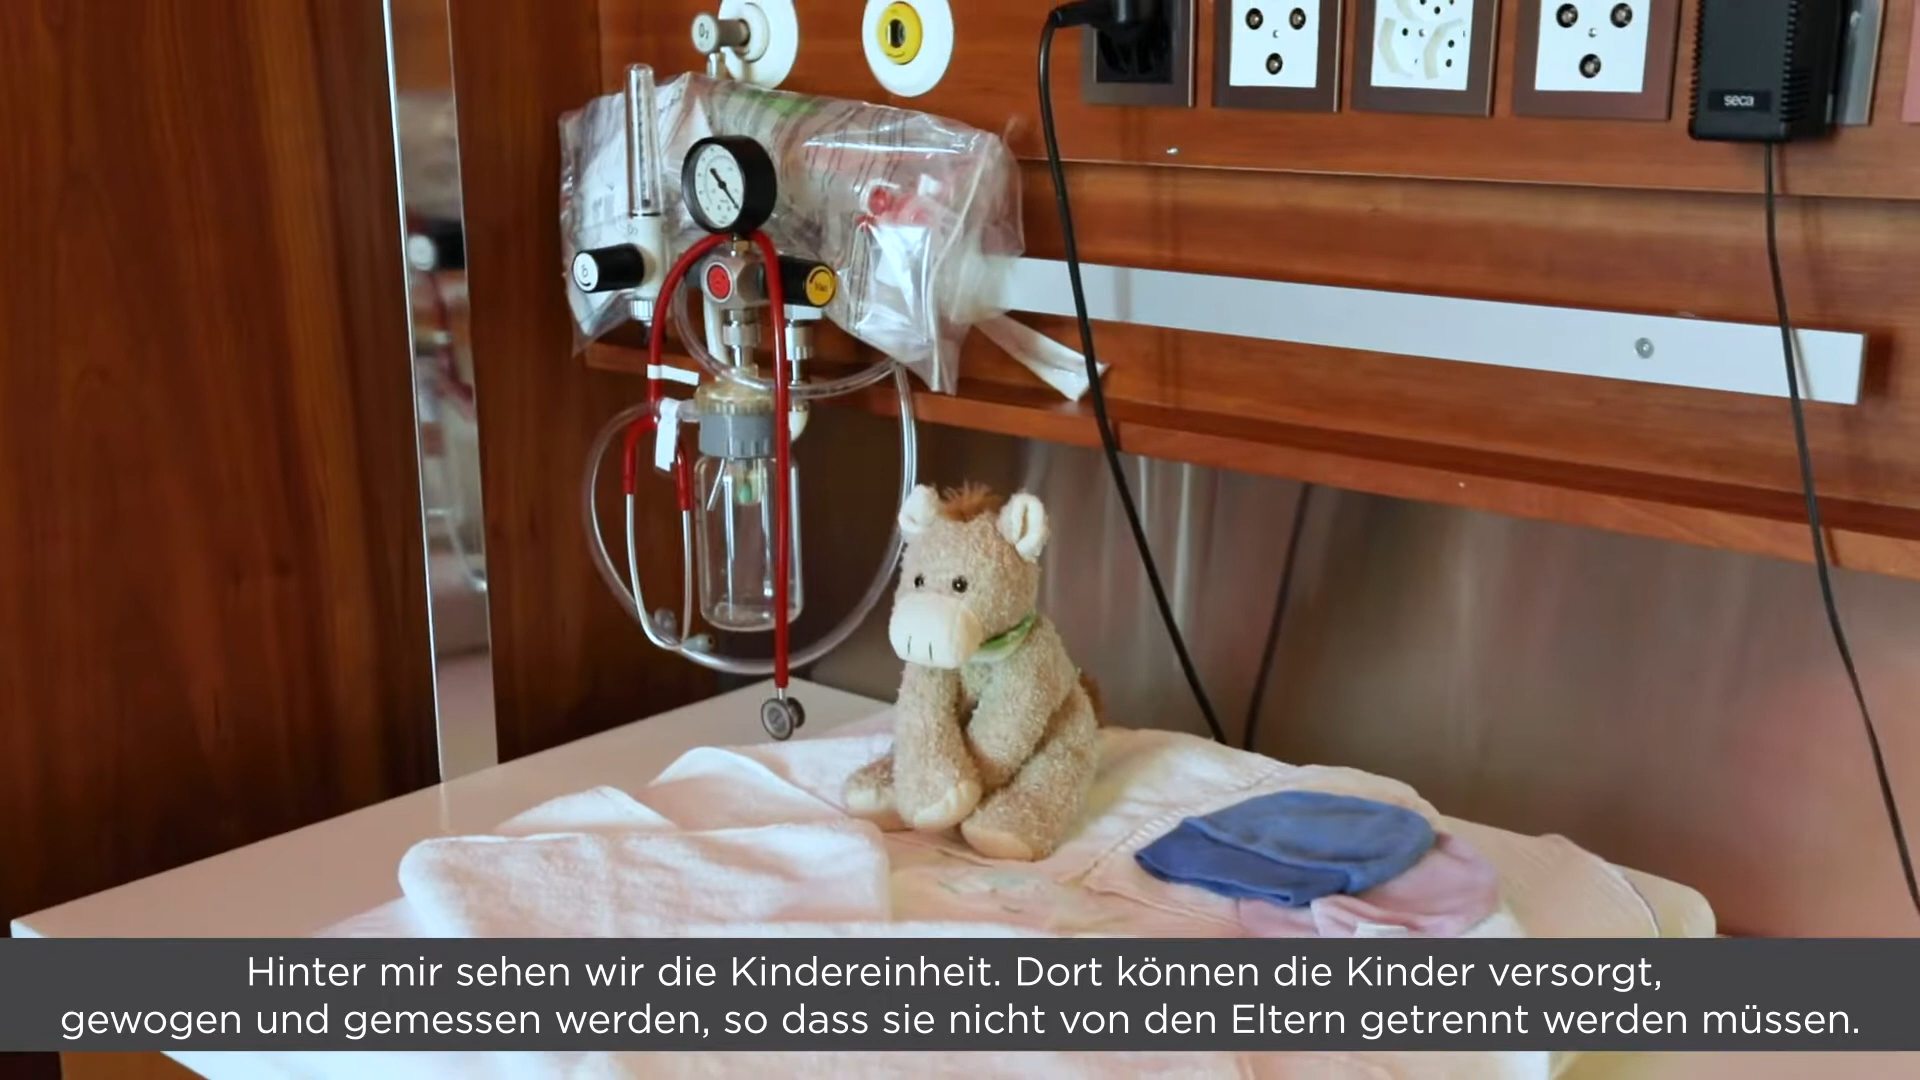 O₂
seca
Hinter mir sehen wir die Kindereinheit. Dort können die Kinder versorgt,
gewogen und gemessen werden, so dass sie nicht von den Eltern getrennt werden müssen.